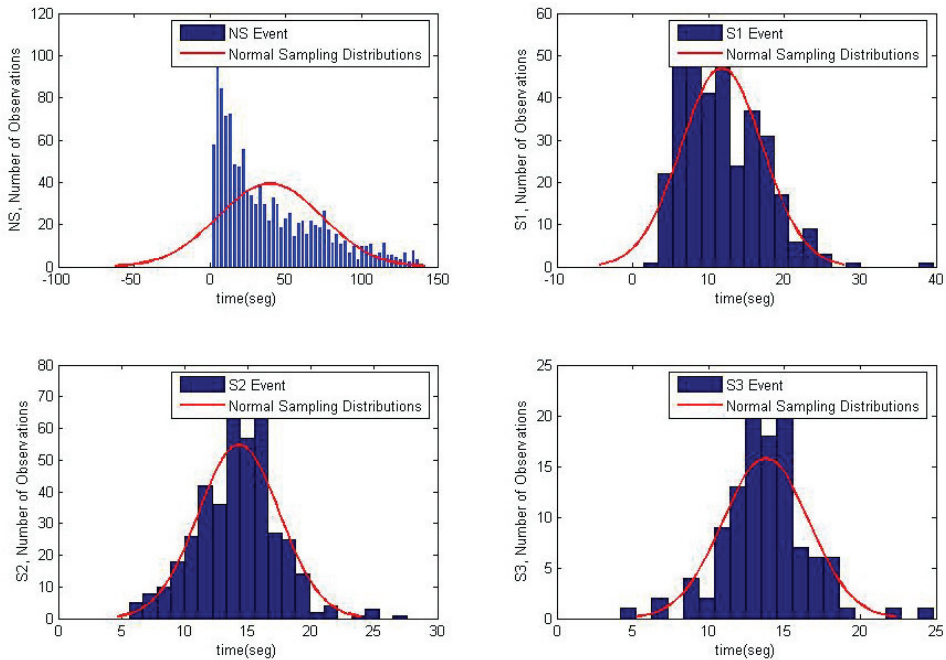 120
100
80
60
40
20
0
NS, Number of Observations
NS Event
Normal Sampling Distributions
-100 -50 0 50 100 150
time(seg)
60
50
40
30
20
10
0
S1, Number of Observations
S1 Event
Normal Sampling Distributions
-10 0 10 20 30 40
time(seg)
80
70
60
50
40
30
20
10
0
S2, Number of Observations
S2 Event
Normal Sampling Distributions
0 5 10 15 20 25 30
time(seg)
25
20
15
10
5
0
S3, Number of Observations
S3 Event
Normal Sampling Distributions
0 5 10 15 20 25
time(seg)